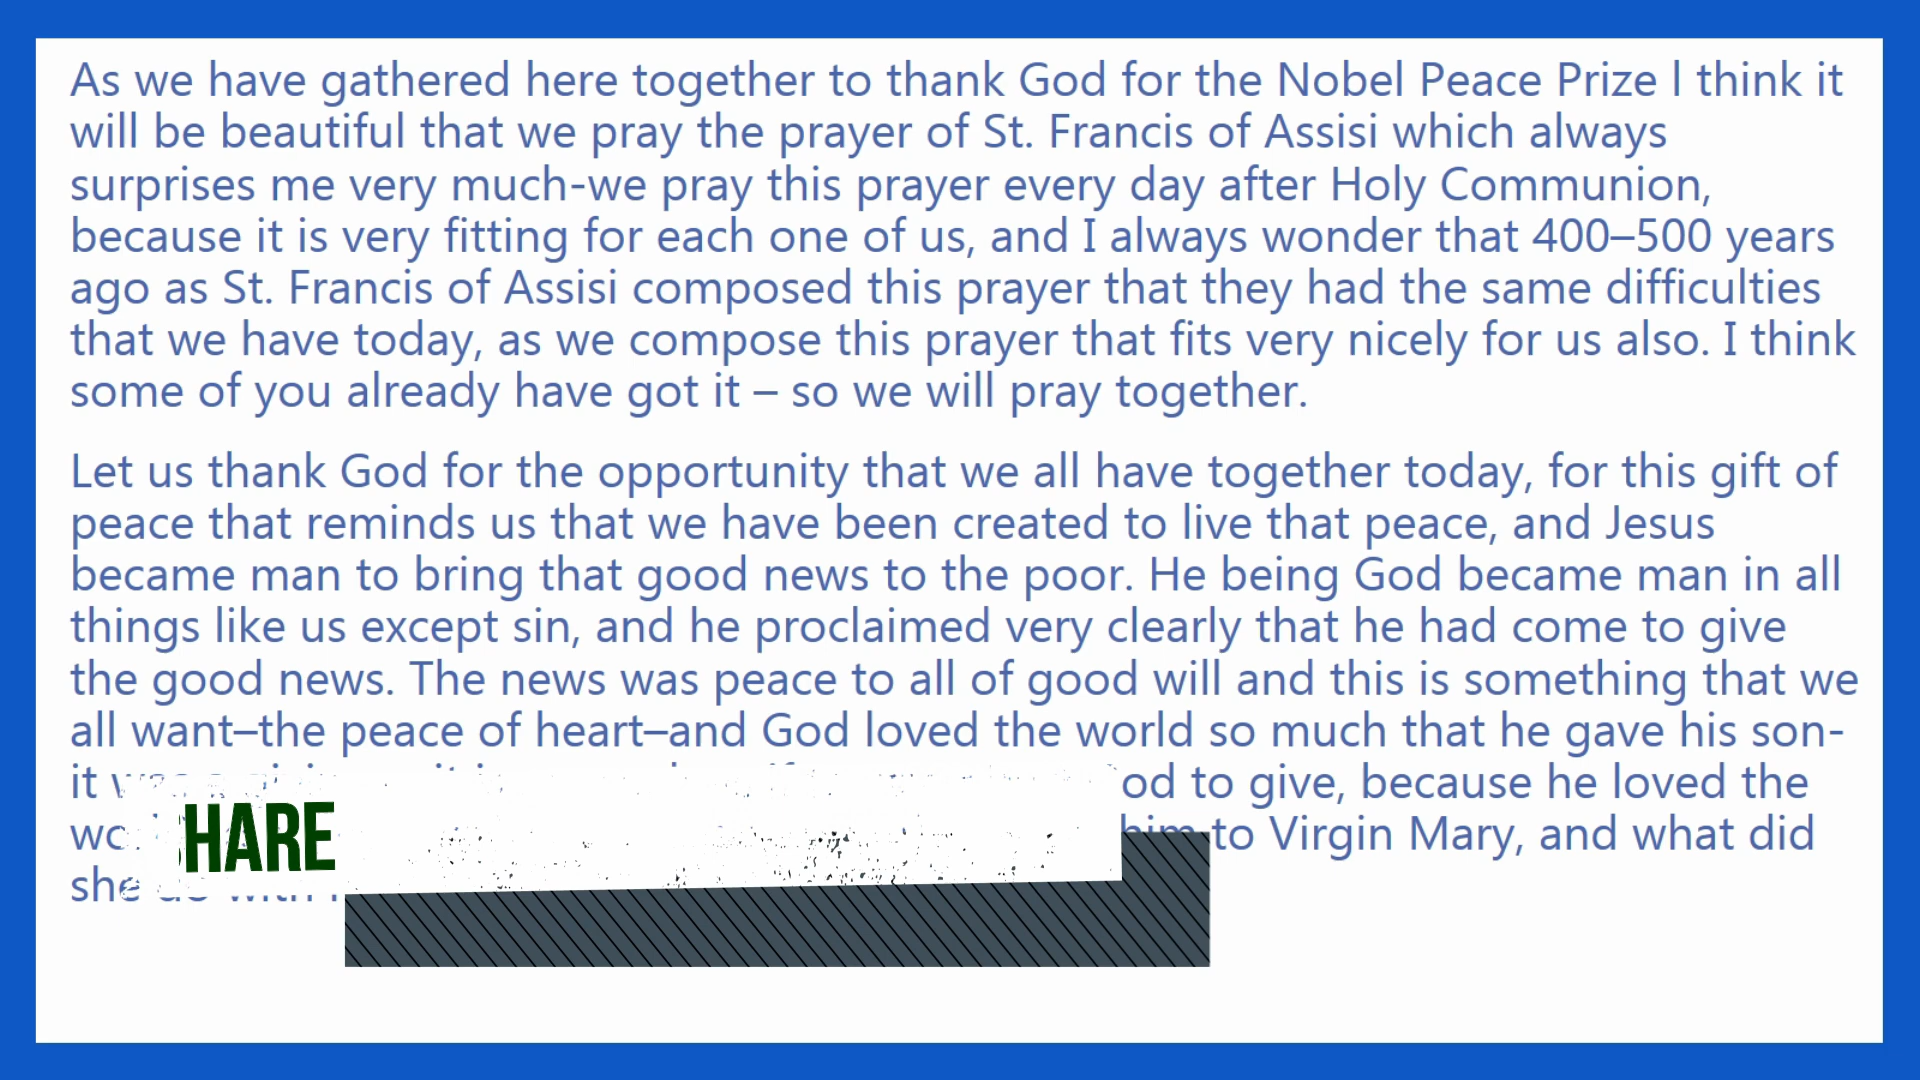 As we have gathered here together to thank God for the Nobel Peace Prize l think it
will be beautiful that we pray the prayer of St. Francis of Assisi which always
surprises me very much-we pray this prayer every day after Holy Communion,
because it is very fitting for each one of us, and I always wonder that 400–500 years
ago as St. Francis of Assisi composed this prayer that they had the same difficulties
that we have today, as we compose this prayer that fits very nicely for us also. I think
some of you already have got it – so we will pray together.
Let us thank God for the opportunity that we all have together today, for this gift of
peace that reminds us that we have been created to live that peace, and Jesus
became man to bring that good news to the poor. He being God became man in all
things like us except sin, and he proclaimed very clearly that he had come to give
the good news. The news was peace to all of good will and this is something that we
all want–the peace of heart–and God loved the world so much that he gave his son-
it to give, because he loved the
him to Virgin Mary, and what did
she do with
HARE